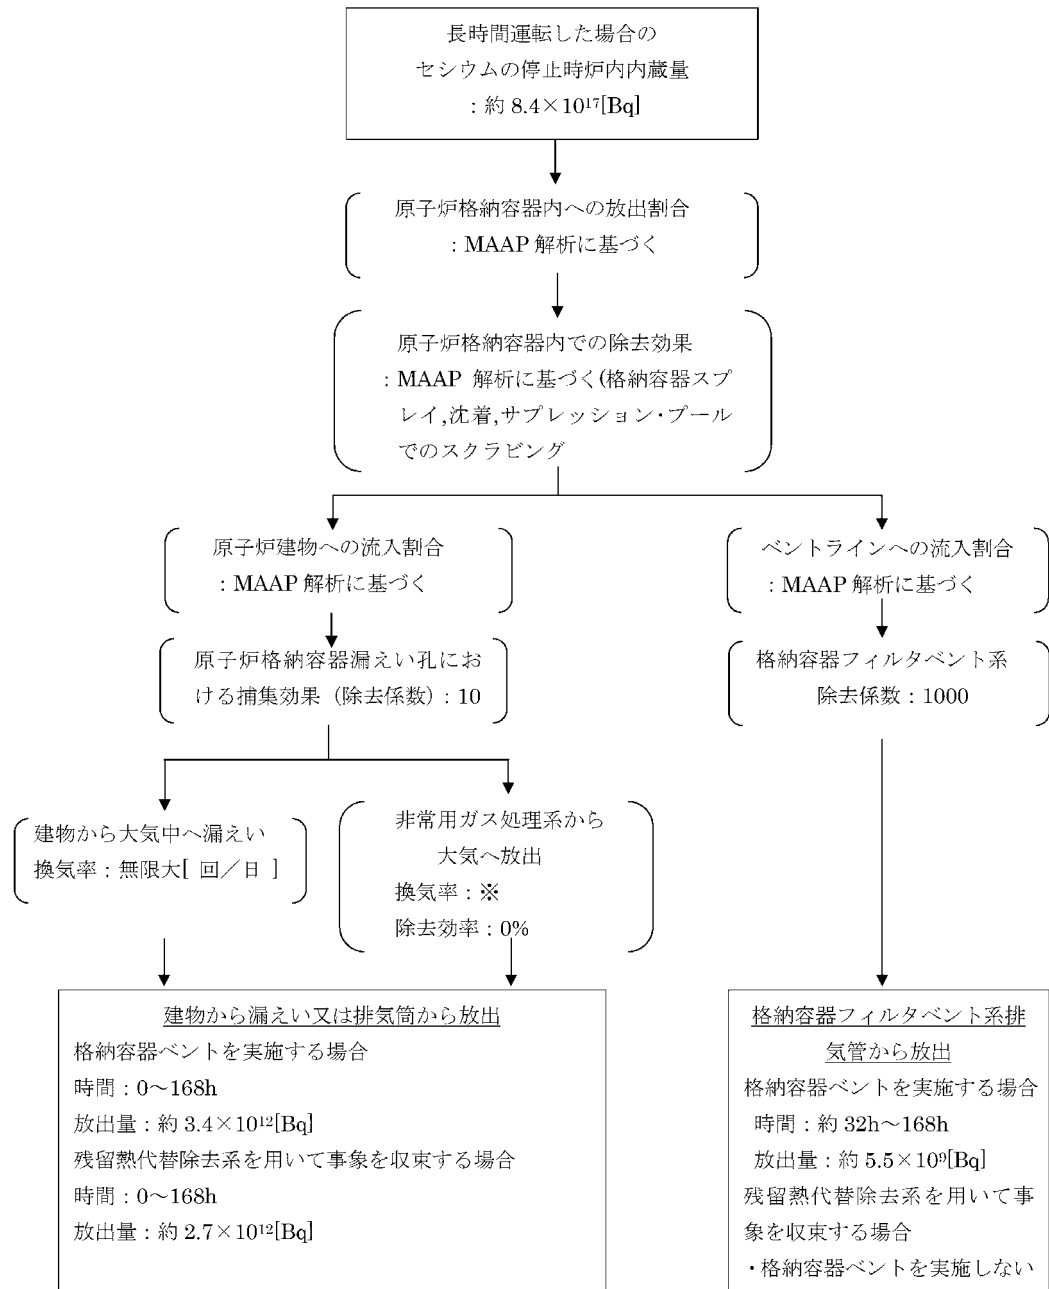 長時間運転した場合の
セシウムの停止時炉内内蔵量
：約 8.4×10¹⁷[Bq]
原子炉格納容器内への放出割合
：MAAP 解析に基づく
原子炉格納容器内での除去効果
：MAAP 解析に基づく(格納容器スプ
レイ,沈着,サプレッション・プール
でのスクラビング
原子炉建物への流入割合
：MAAP 解析に基づく
原子炉格納容器漏えい孔にお
ける捕集効果（除去係数）：10
建物から大気中へ漏えい
換気率：無限大[ 回／日 ]
非常用ガス処理系から
大気へ放出
換気率：※
除去効率：0%
建物から漏えい又は排気筒から放出
格納容器ベントを実施する場合
時間：0～168h
放出量：約 3.4×10¹²[Bq]
残留熱代替除去系を用いて事象を収束する場合
時間：0～168h
放出量：約 2.7×10¹²[Bq]
ベントラインへの流入割合
：MAAP 解析に基づく
格納容器フィルタベント系
除去係数：1000
格納容器フィルタベント系排
気管から放出
格納容器ベントを実施する場合
時間：約 32h～168h
放出量：約 5.5×10⁹[Bq]
残留熱代替除去系を用いて事
象を収束する場合
・格納容器ベントを実施しない